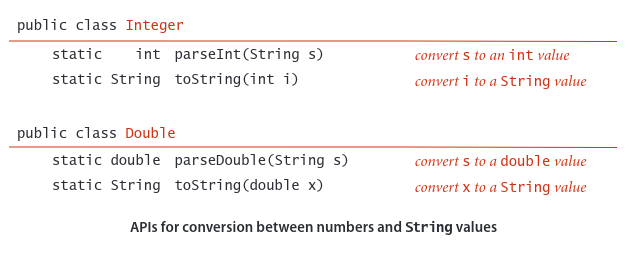 public class Integer
static int parseInt(String s) convert s to an int value
static String toString(int i) convert i to a String value
public class Double
static double parseDouble(String s) convert s to a double value
static String toString(double x) convert x to a String value
APIs for conversion between numbers and String values